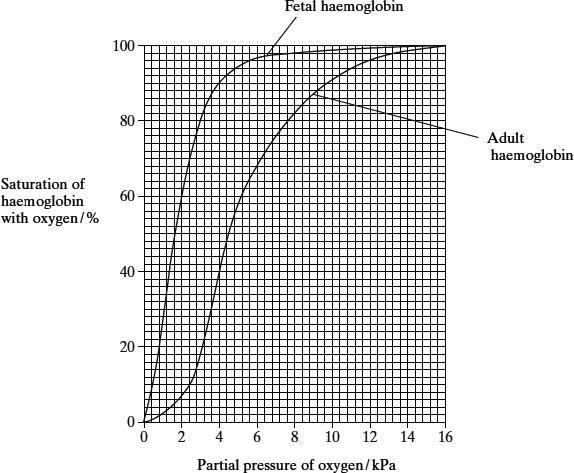 Fetal haemoglobin
100
80
60
40
20
0
Adult
haemoglobin
Saturation of
haemoglobin
with oxygen/%
0 2 4 6 8 10 12 14 16
Partial pressure of oxygen/kPa